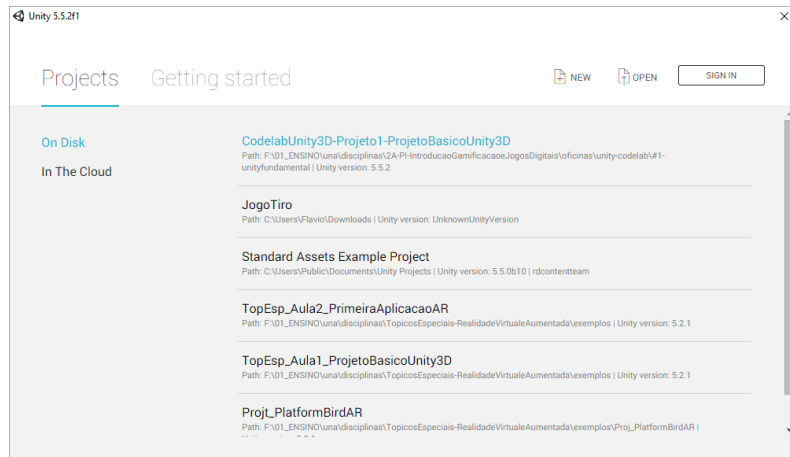 Unity 5.5.2f1
Projects
Getting started
NEW
OPEN
SIGN IN
On Disk
In The Cloud
CodelabUnity3D-Projeto1-ProjetoBasicoUnity3D
Path: F:\01_ENSINO\una\disciplinas\2A-PI-IntroducaoGamificacaoeJogosDigitais\oficinas\unity-codelab\#1-
unityfundamental | Unity version: 5.5.2
JogoTiro
Path: C:\Users\Flavio\Downloads | Unity version: UnknownUnityVersion
Standard Assets Example Project
Path: C:\Users\Public\Documents\Unity Projects | Unity version: 5.5.0b10 | rdcontentteam
TopEsp_Aula2_PrimeiraAplicacaoAR
Path: F:\01_ENSINO\una\disciplinas\TopicosEspeciais-RealidadeVirtualeAumentada\exemplos | Unity version: 5.2.1
TopEsp_Aula1_ProjetoBasicoUnity3D
Path: F:\01_ENSINO\una\disciplinas\TopicosEspeciais-RealidadeVirtualeAumentada\exemplos | Unity version: 5.2.1
Projt_PlatformBirdAR
Path: F:\01_ENSINO\una\disciplinas\TopicosEspeciais-RealidadeVirtualeAumentada\exemplos\Proj_PlatformBirdAR |